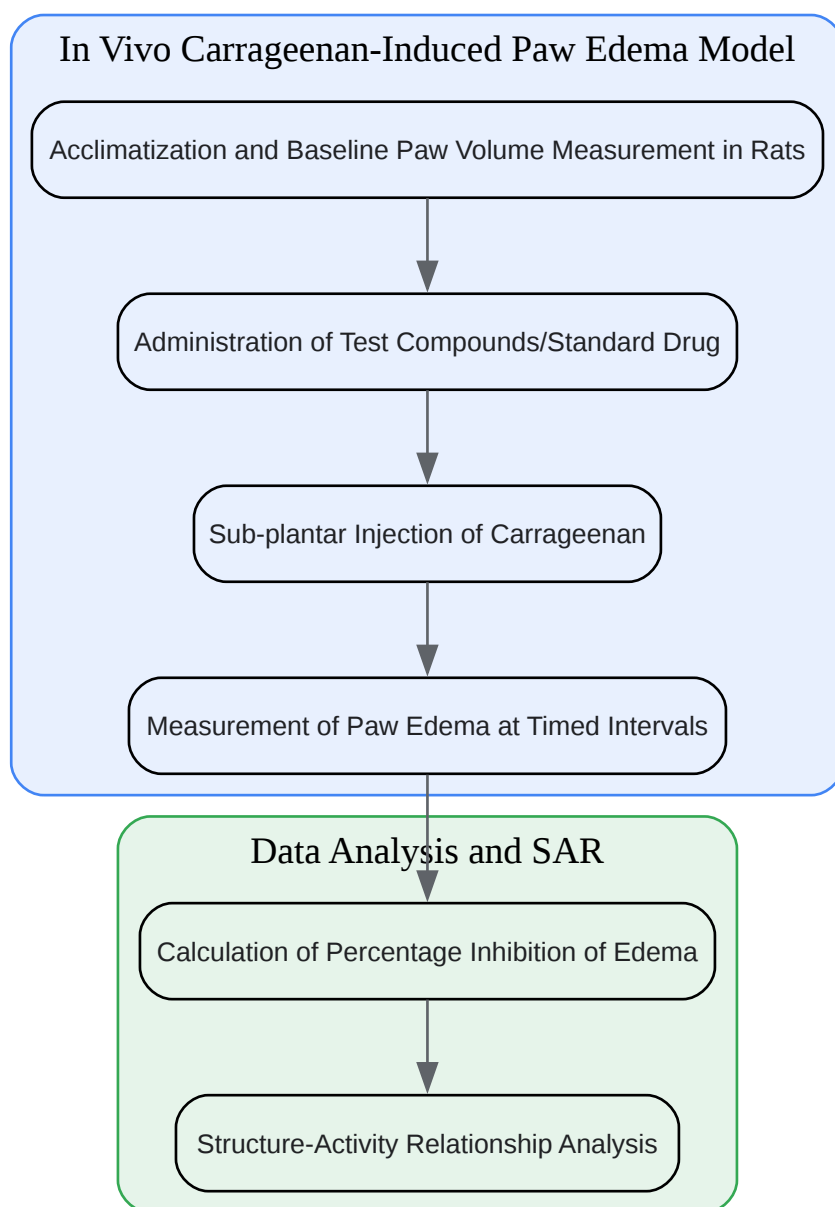 In Vivo Carrageenan-Induced Paw Edema Model
Acclimatization and Baseline Paw Volume Measurement in Rats
Administration of Test Compounds/Standard Drug
Sub-plantar Injection of Carrageenan
Measurement of Paw Edema at Timed Intervals
Data Analysis and SAR
Calculation of Percentage Inhibition of Edema
Structure-Activity Relationship Analysis